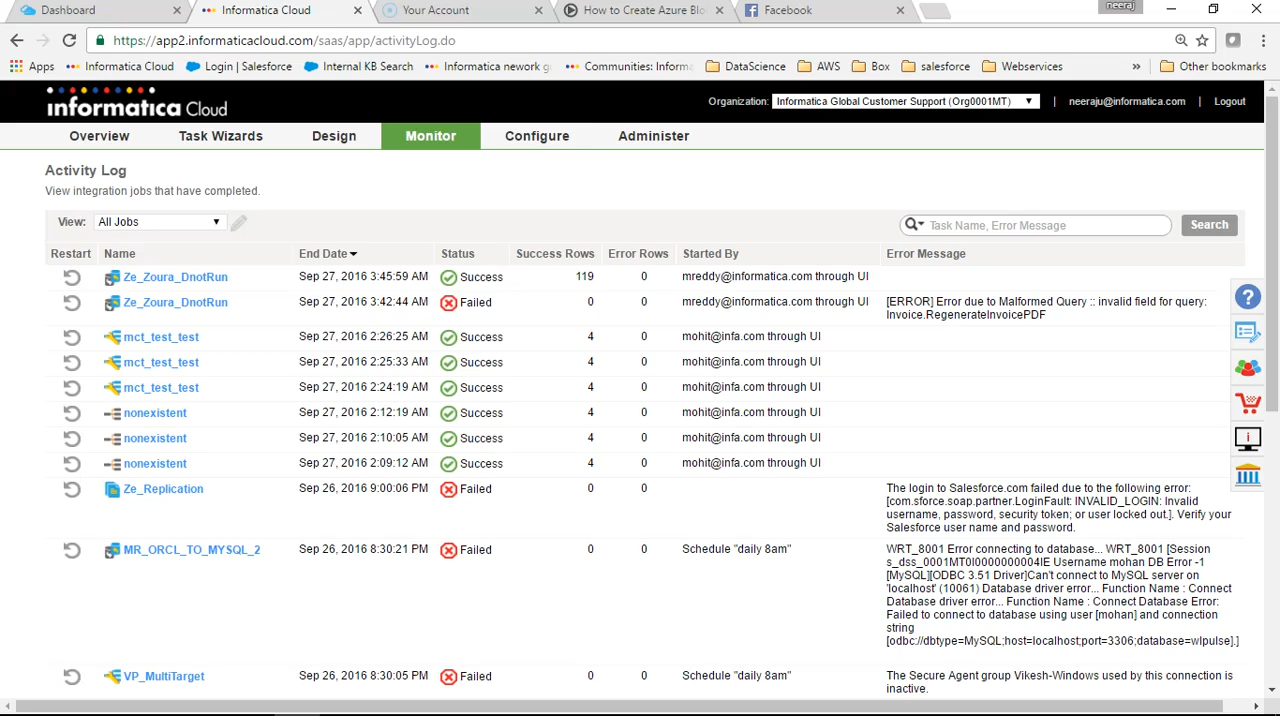 Dashboard
Informatica Cloud
Your Account
How to Create Azure Blo
Facebook
neeraj
https://app2.informaticacloud.com/saas/app/activityLog.do
Apps
Informatica Cloud
Login | Salesforce
Internal KB Search
Informatica nework g
Communities: Inform
DataScience
AWS
Box
salesforce
Webservices
»
Other bookmarks
informatica Cloud
Organization: Informatica Global Customer Support (Org0001MT) | neeraju@informatica.com | Logout
Overview
Task Wizards
Design
Monitor
Configure
Administer
Activity Log
View integration jobs that have completed.
View: All Jobs
Task Name, Error Message
Search
Restart Name End Date Status Success Rows Error Rows Started By Error Message
Ze_Zoura_DnotRun Sep 27, 2016 3:45:59 AM Success 119 0 mreddy@informatica.com through UI
Ze_Zoura_DnotRun Sep 27, 2016 3:42:44 AM Failed 0 0 mreddy@informatica.com through UI [ERROR] Error due to Malformed Query :: invalid field for query:
Invoice.RegenerateInvoicePDF
mct_test_test Sep 27, 2016 2:26:25 AM Success 4 0 mohit@infa.com through UI
mct_test_test Sep 27, 2016 2:25:33 AM Success 4 0 mohit@infa.com through UI
mct_test_test Sep 27, 2016 2:24:19 AM Success 4 0 mohit@infa.com through UI
nonexistent Sep 27, 2016 2:12:19 AM Success 4 0 mohit@infa.com through UI
nonexistent Sep 27, 2016 2:10:05 AM Success 4 0 mohit@infa.com through UI
nonexistent Sep 27, 2016 2:09:12 AM Success 4 0 mohit@infa.com through UI
Ze_Replication Sep 26, 2016 9:00:06 PM Failed 0 0 The login to Salesforce.com failed due to the following error:
[com.sforce.soap.partner.LoginFault: INVALID_LOGIN: Invalid
username, password, security token; or user locked out.]. Verify your
Salesforce user name and password.
MR_ORCL_TO_MYSQL_2 Sep 26, 2016 8:30:21 PM Failed 0 0 Schedule "daily 8am" WRT_8001 Error connecting to database... WRT_8001 [Session
s_dss_0001MT0I0000000004IE Username mohan DB Error -1
[MySQL][ODBC 3.51 Driver]Can't connect to MySQL server on
'localhost' (10061) Database driver error... Function Name : Connect
Database driver error... Function Name : Connect Database Error:
Failed to connect to database using user [mohan] and connection
string
[odbc://dbtype=MySQL;host=localhost;port=3306;database=wlpulse].]
VP_MultiTarget Sep 26, 2016 8:30:05 PM Failed 0 0 Schedule "daily 8am" The Secure Agent group Vikesh-Windows used by this connection is
inactive.